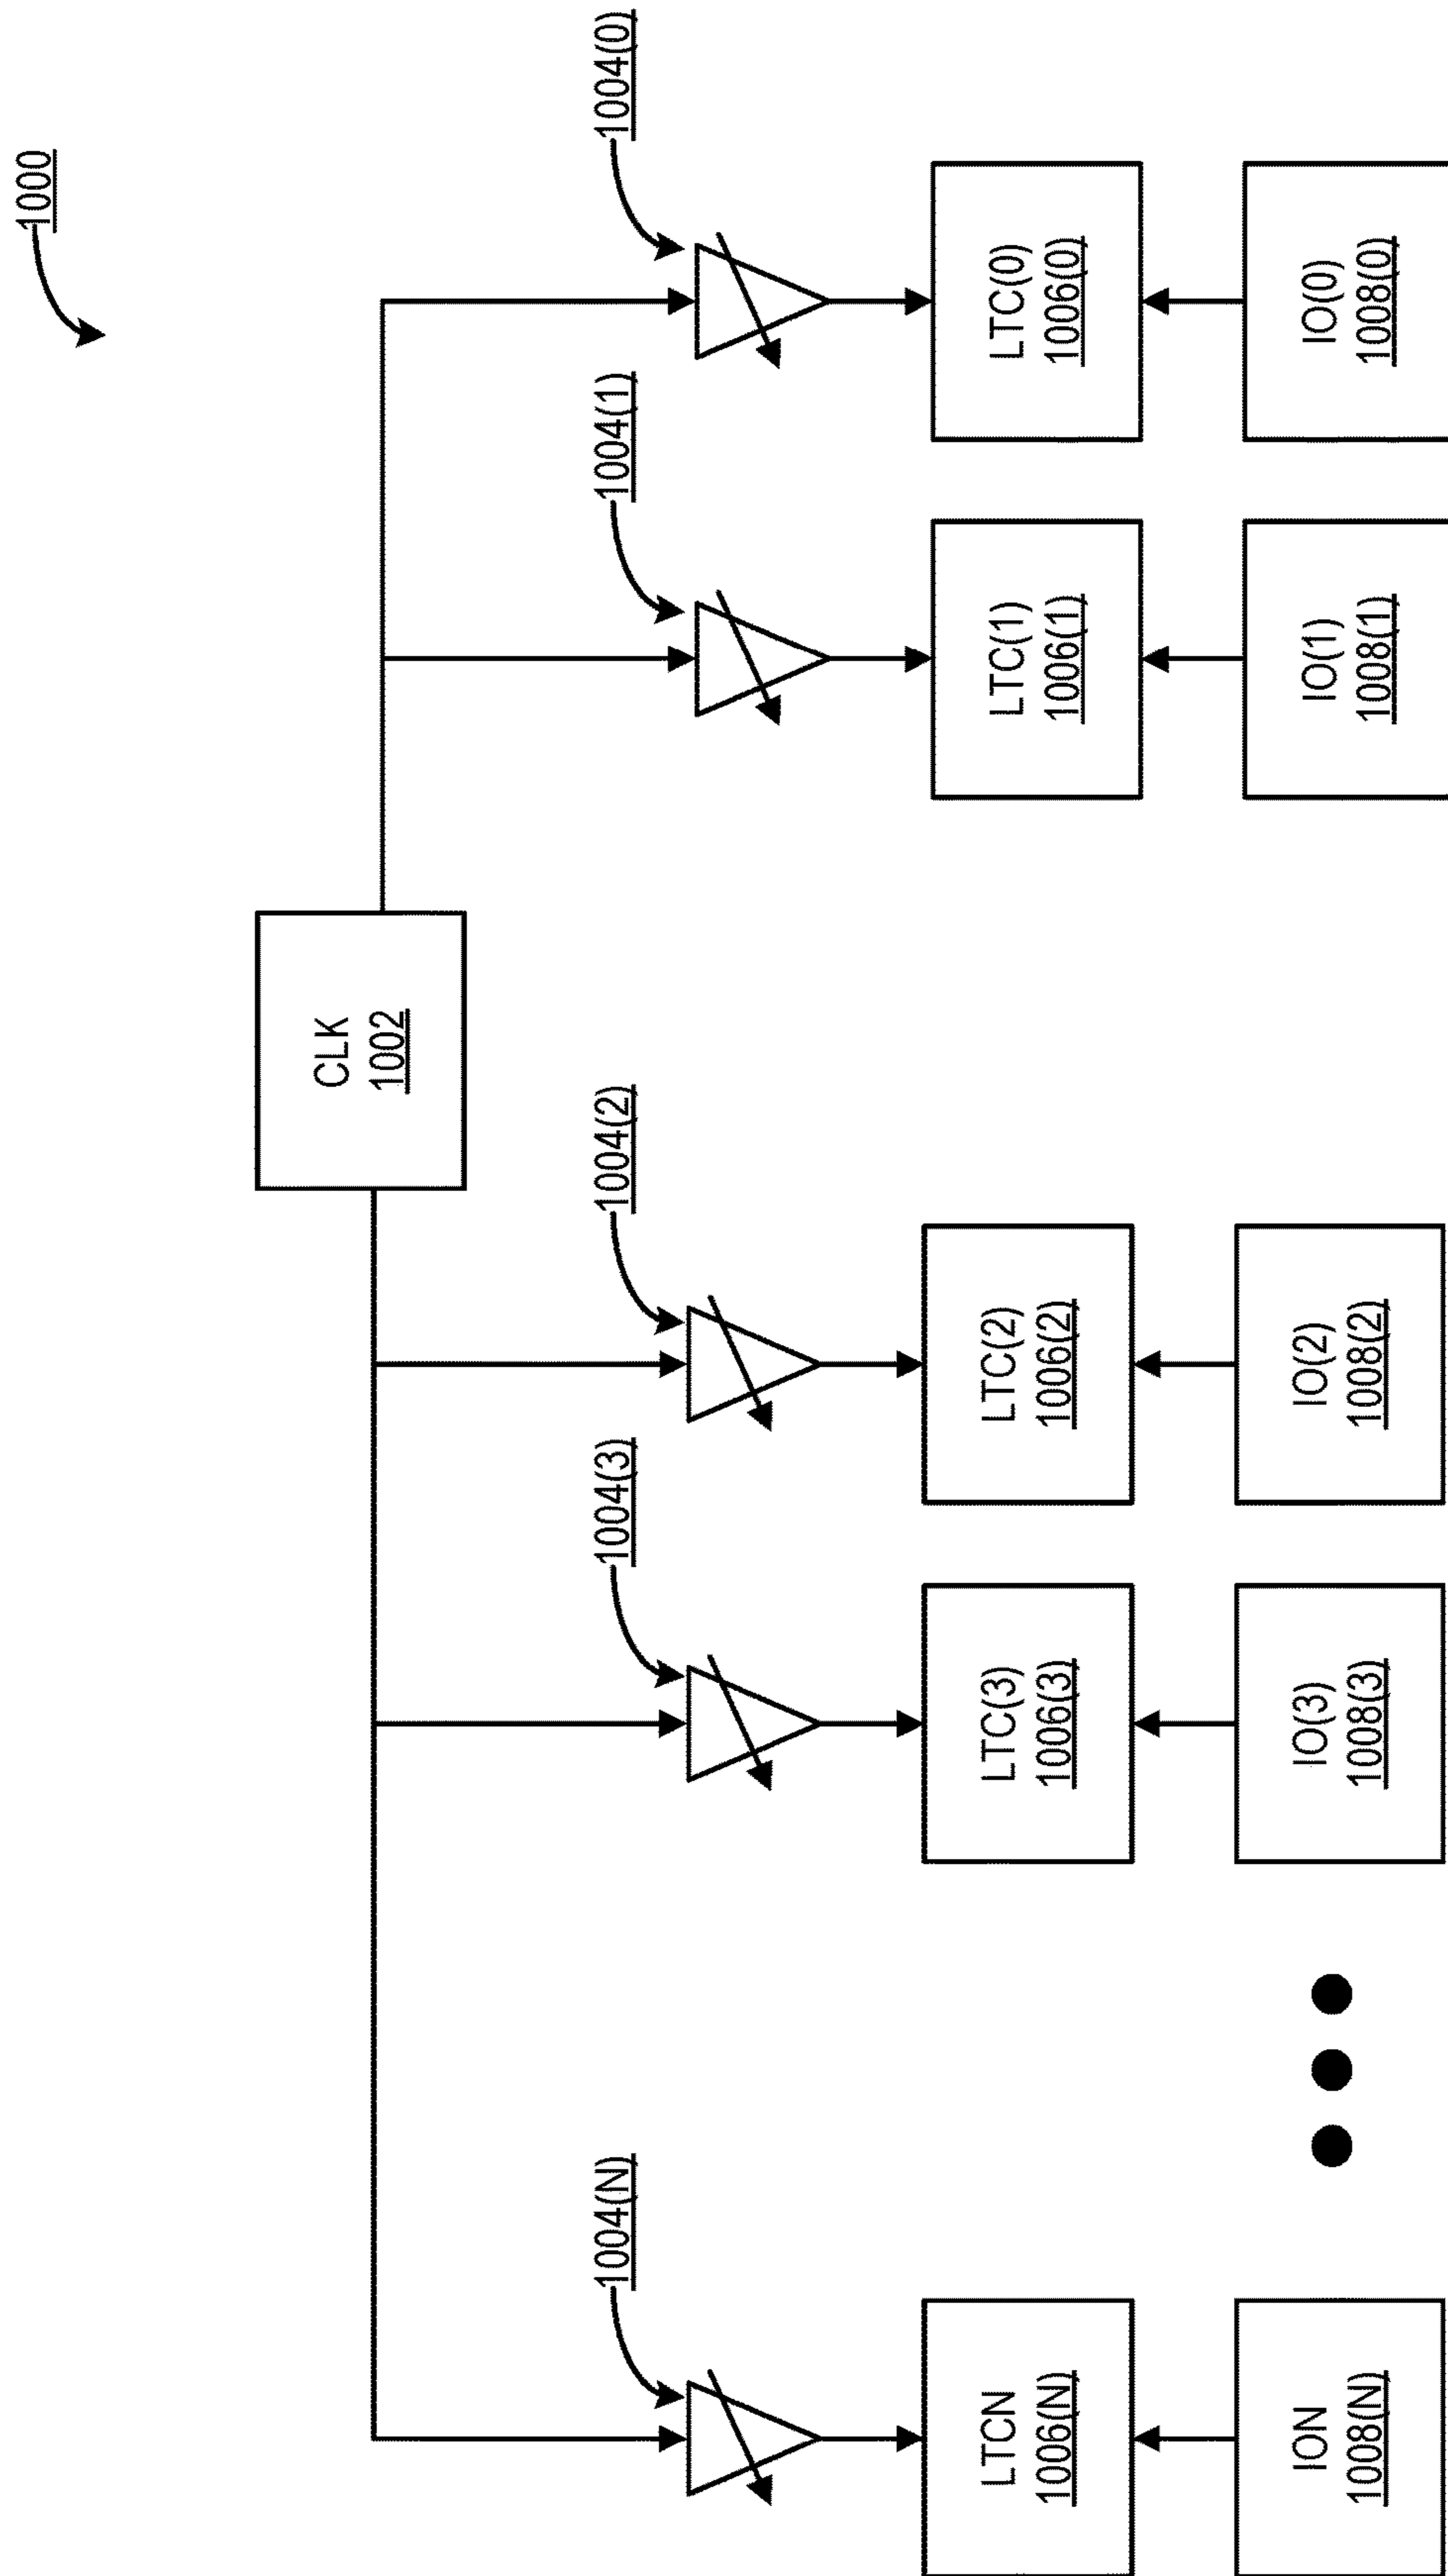 1000
CLK
1002
1004(N)
1004(3)
1004(2)
1004(1)
1004(0)
LTCN
1006(N)
LTC(3)
1006(3)
LTC(2)
1006(2)
LTC(1)
1006(1)
LTC(0)
1006(0)
ION
1008(N)
IO(3)
1008(3)
IO(2)
1008(2)
IO(1)
1008(1)
IO(0)
1008(0)